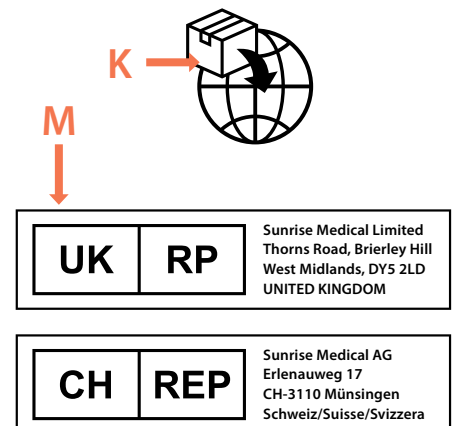 K
M
UK RP
Sunrise Medical Limited
Thorns Road, Brierley Hill
West Midlands, DY5 2LD
UNITED KINGDOM
CH REP
Sunrise Medical AG
Erlenauweg 17
CH-3110 Münsingen
Schweiz/Suisse/Svizzera